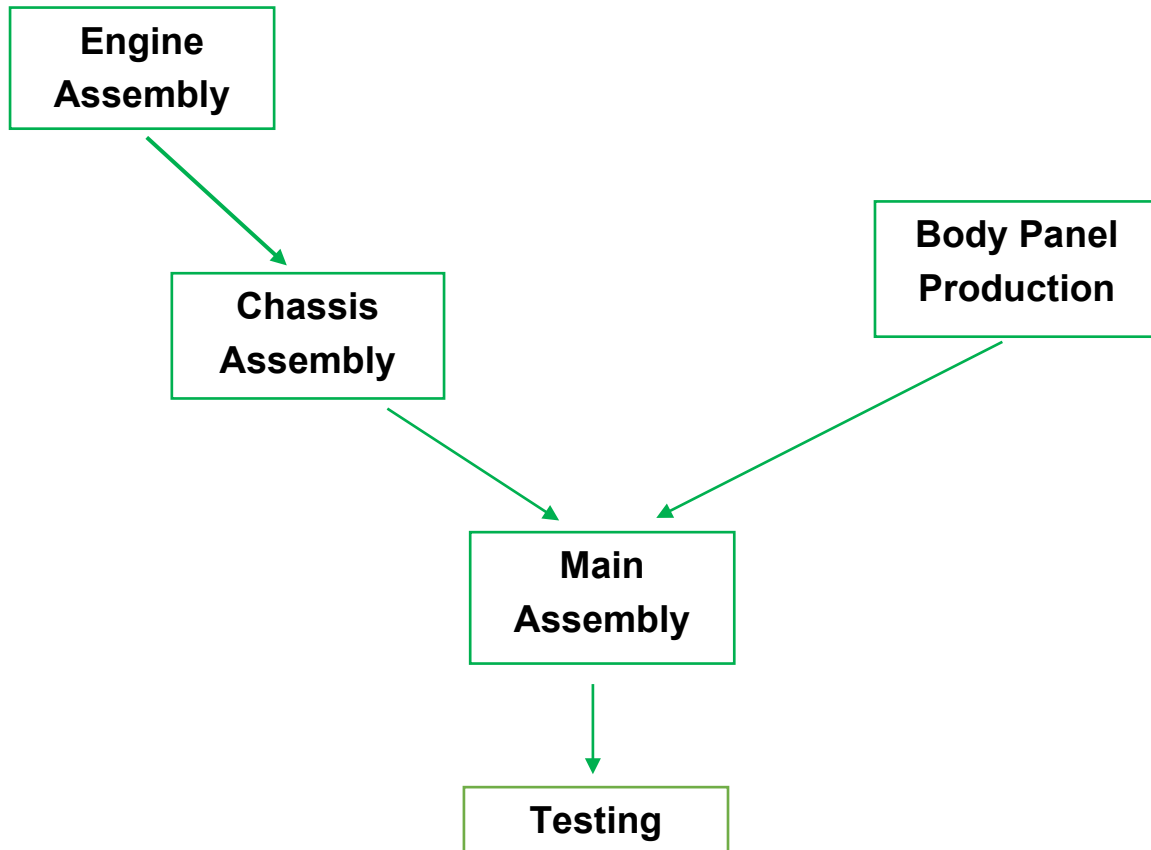 Engine
Assembly
Body Panel
Production
Chassis
Assembly
Main
Assembly
Testing